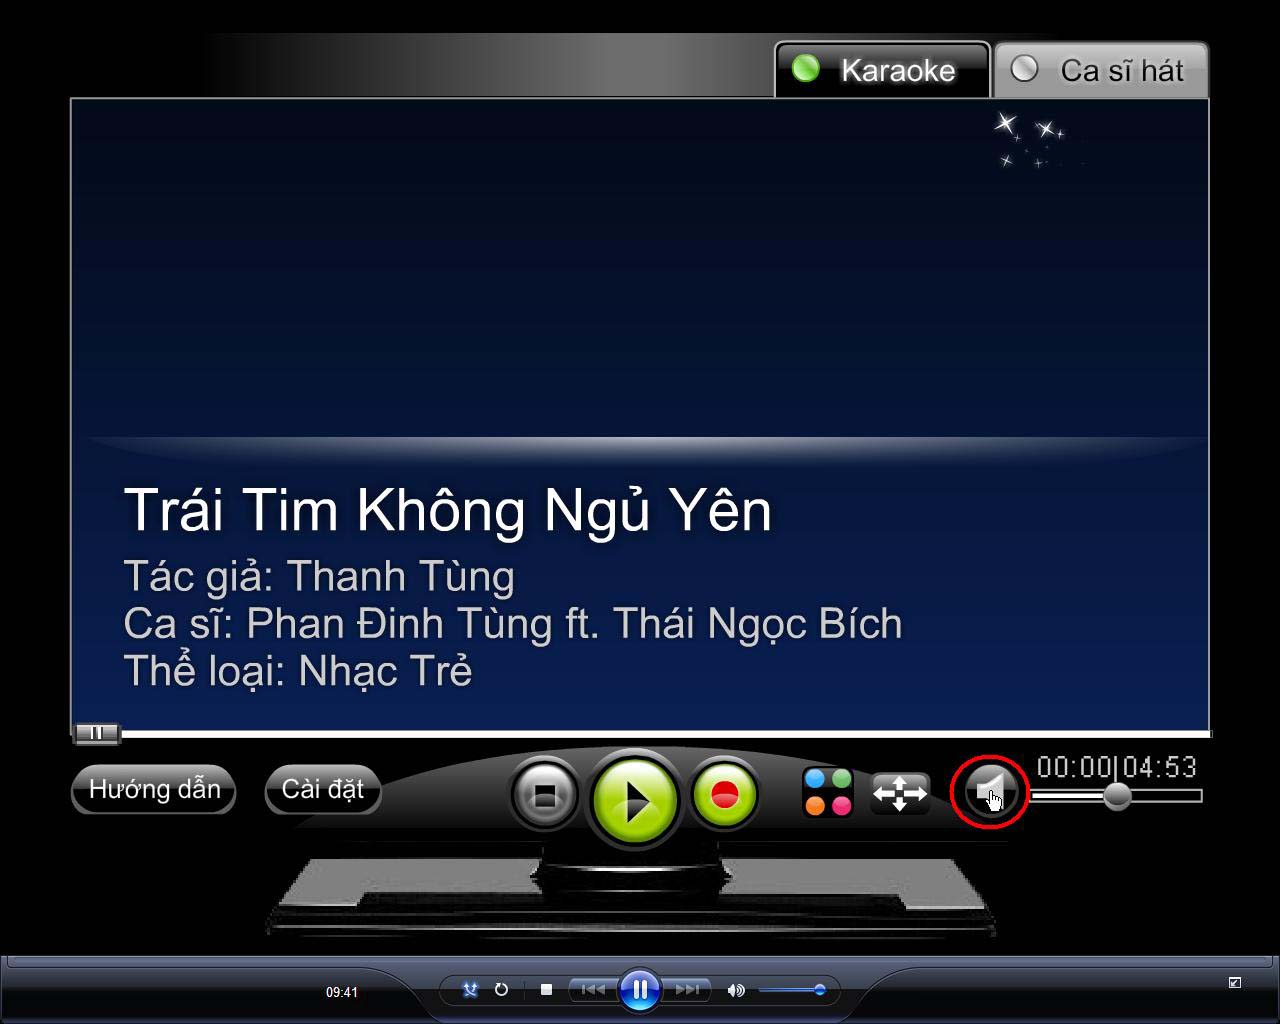 Karaoke
Ca sĩ hát
Trái Tim Không Ngủ Yên
Tác giả: Thanh Tùng
Ca sĩ: Phan Đinh Tùng ft. Thái Ngọc Bích
Thể loại: Nhạc Trẻ
Hướng dẫn
Cài đặt
00:00|04:53
09:41